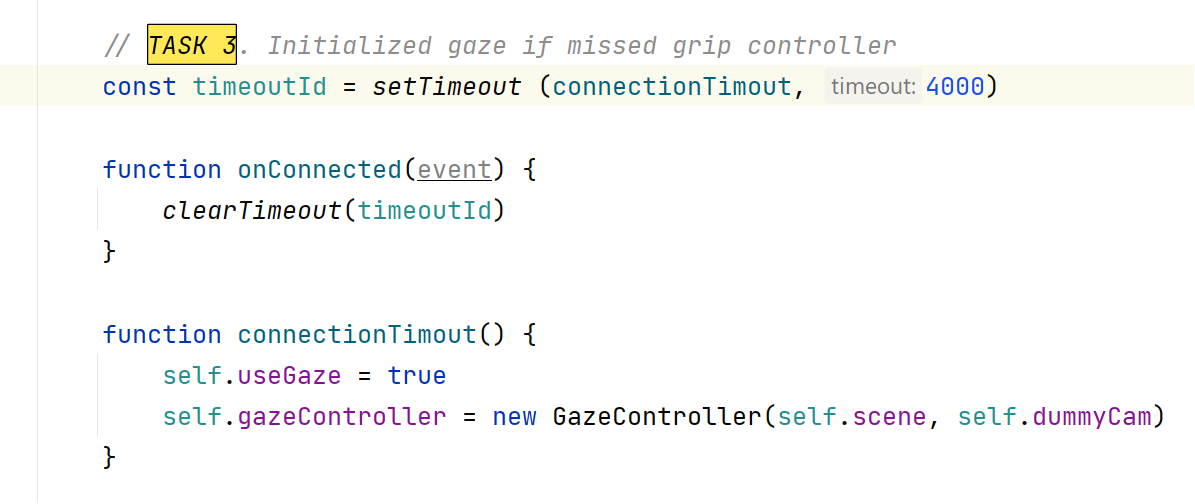 // TASK 3. Initialized gaze if missed grip controller
const timeoutId = setTimeout (connectionTimout, timeout: 4000)
function onConnected(event) {
clearTimeout(timeoutId)
}
function connectionTimout() {
self.useGaze = true
self.gazeController = new GazeController(self.scene, self.dummyCam)
}